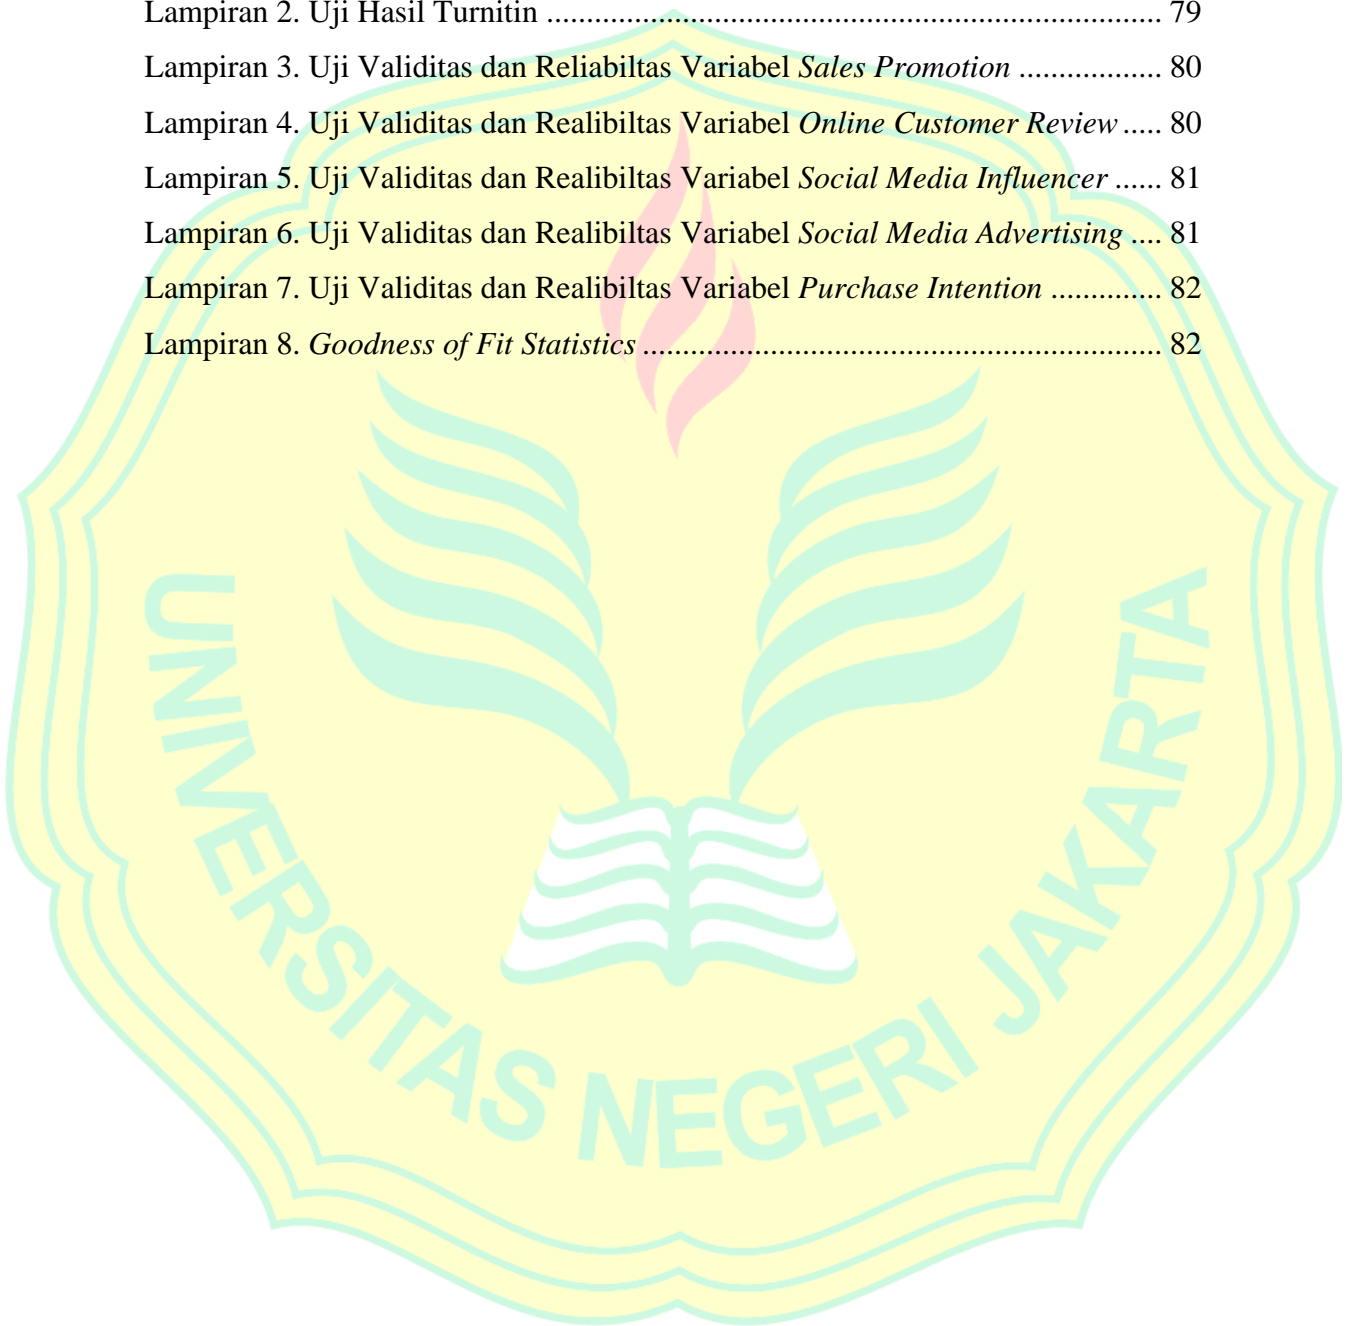 Lampiran 2. Uji Hasil Turnitin .................................................................. 79
Lampiran 3. Uji Validitas dan Reliabiltas Variabel Sales Promotion .................. 80
Lampiran 4. Uji Validitas dan Realibiltas Variabel Online Customer Review ..... 80
Lampiran 5. Uji Validitas dan Realibiltas Variabel Social Media Influencer ...... 81
Lampiran 6. Uji Validitas dan Realibiltas Variabel Social Media Advertising .... 81
Lampiran 7. Uji Validitas dan Realibiltas Variabel Purchase Intention .............. 82
Lampiran 8. Goodness of Fit Statistics .................................................................. 82
UNIVERSITAS NEGERI JAKARTA